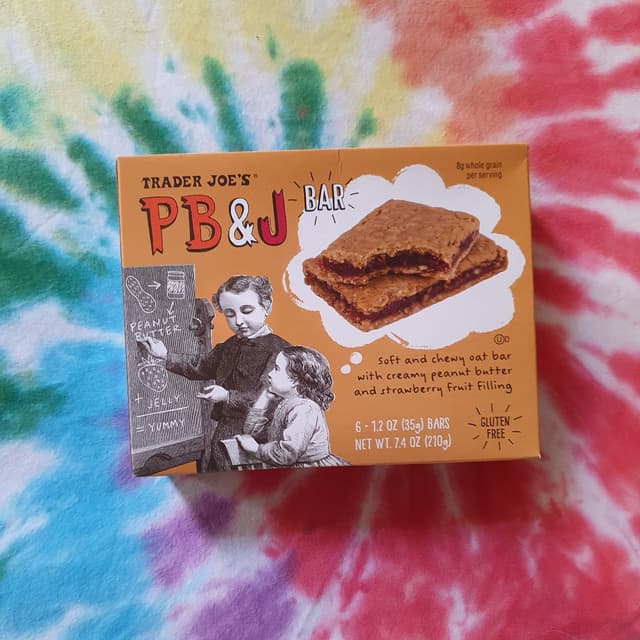 8g whole grain
per serving
TRADER JOE'S®
PB&J BAR
PEANUT
BUTTER
+ JELLY
= YUMMY
ⓊD
Soft and chewy oat bar
with creamy peanut butter
and strawberry fruit filling
6 - 1.2 OZ (35g) BARS
NET WT. 7.4 OZ (210g)
GLUTEN
FREE